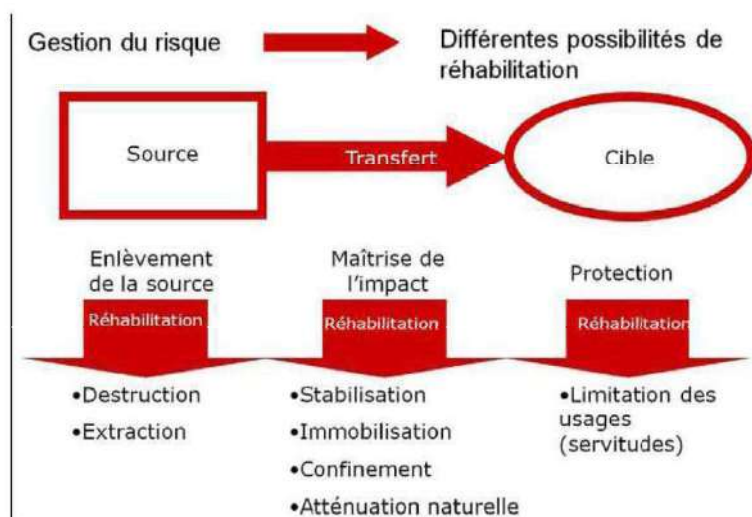 Gestion du risque
Différentes possibilités de
réhabilitation
Source
Transfert
Cible
Enlèvement
de la source
Maîtrise de
l'impact
Protection
Réhabilitation
Réhabilitation
Réhabilitation
•Destruction
•Extraction
•Stabilisation
•Immobilisation
•Confinement
•Atténuation naturelle
•Limitation des
usages
(servitudes)